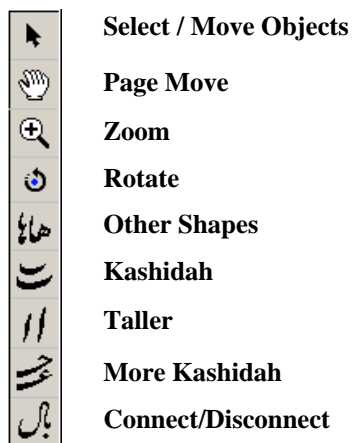 Select / Move Objects
Page Move
Zoom
Rotate
Other Shapes
Kashidah
Taller
More Kashidah
Connect/Disconnect